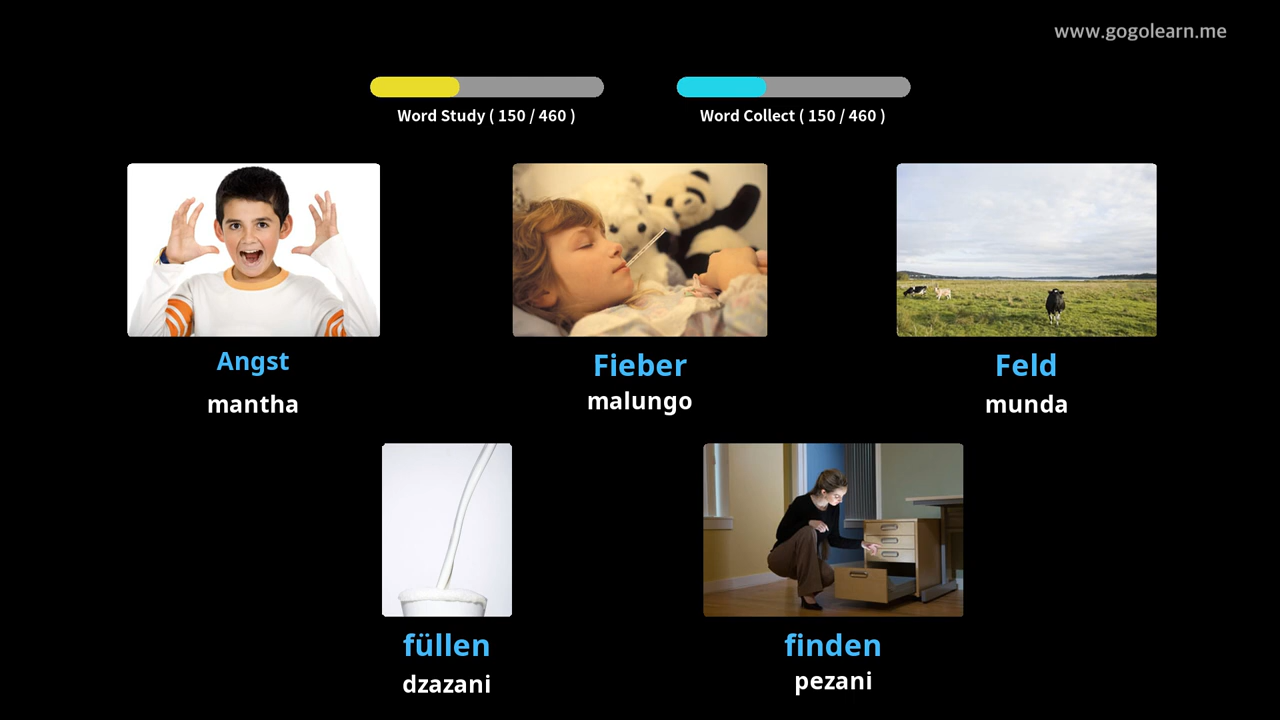 www.gogolearn.me
Word Study ( 150 / 460 )
Word Collect ( 150 / 460 )
Angst
mantha
Fieber
malungo
Feld
munda
füllen
dzazani
finden
pezani